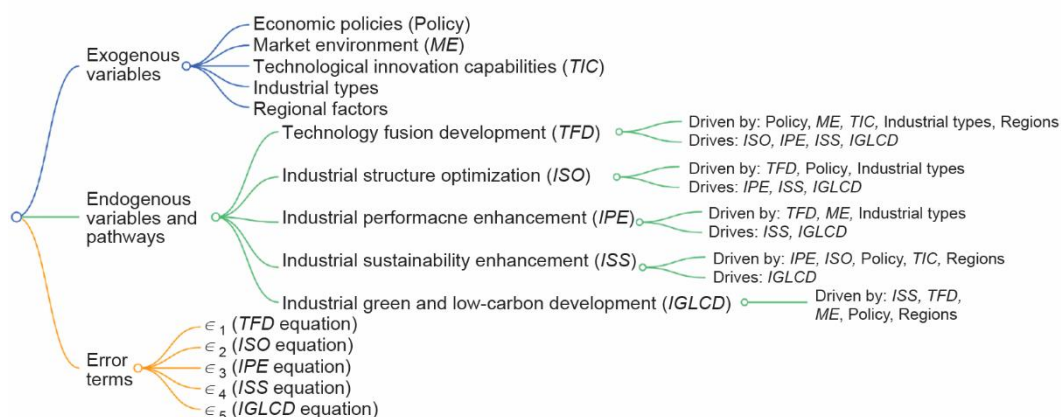 Exogenous
variables
Economic policies (Policy)
Market environment (ME)
Technological innovation capabilities (TIC)
Industrial types
Regional factors
Endogenous
variables and
pathways
Technology fusion development (TFD)
Driven by: Policy, ME, TIC, Industrial types, Regions
Drives: ISO, IPE, ISS, IGLCD
Industrial structure optimization (ISO)
Driven by: TFD, Policy, Industrial types
Drives: IPE, ISS, IGLCD
Industrial performacne enhancement (IPE)
Driven by: TFD, ME, Industrial types
Drives: ISS, IGLCD
Industrial sustainability enhancement (ISS)
Driven by: IPE, ISO, Policy, TIC, Regions
Drives: IGLCD
Industrial green and low-carbon development (IGLCD)
Driven by: ISS, TFD,
ME, Policy, Regions
Error
terms
∈1 (TFD equation)
∈2 (ISO equation)
∈3 (IPE equation)
∈4 (ISS equation)
∈5 (IGLCD equation)